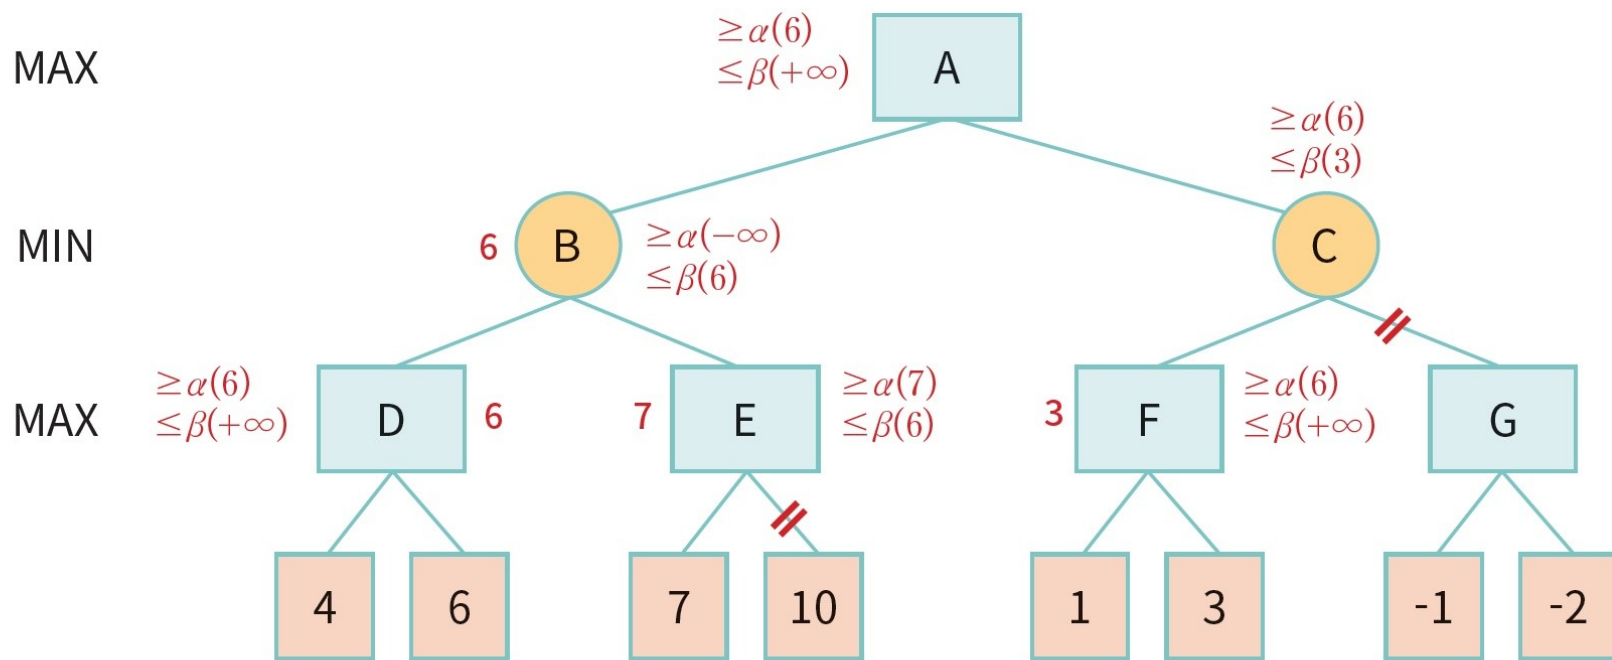 MAX
≥α(6)
≤β(+∞)
A
≥α(6)
≤β(3)
MIN
6
B
≥α(−∞)
≤β(6)
C
MAX
≥α(6)
≤β(+∞)
D
6
7
E
≥α(7)
≤β(6)
3
F
≥α(6)
≤β(+∞)
G
4
6
7
10
1
3
-1
-2